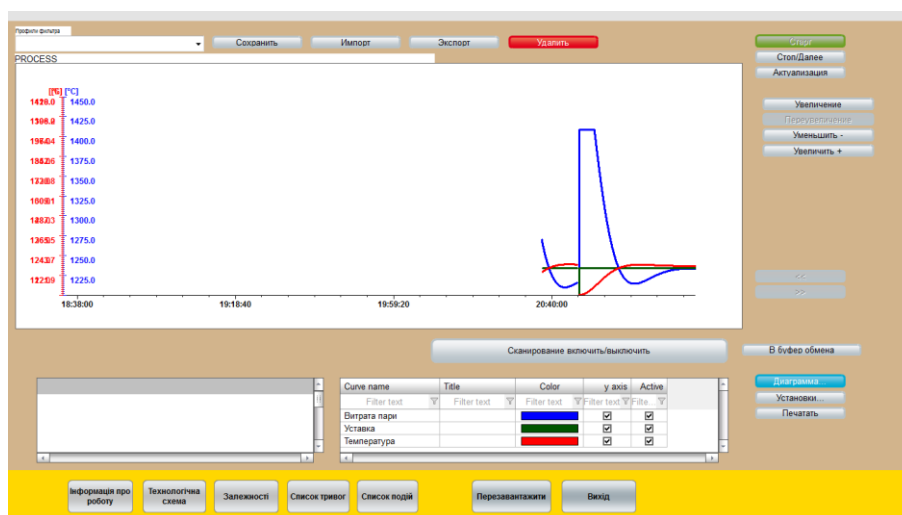 Профили фильтра
Сохранить Импорт Экспорт Удалить
Старт
PROCESS
Стоп/Далее
Актуализация
[°C]
1450.0
1425.0
1400.0
1375.0
1350.0
1325.0
1300.0
1275.0
1250.0
1225.0
18:38:00 19:18:40 19:59:20 20:40:00
Увеличение
Переувеличение
Уменьшить -
Увепичить +
<<
>>
Сканирование включить/выключить
В буфер обмена
Curve name Title Color y axis Active
Filter text Filter text Filter text Filter text Filte...
Витрата пари
Уставка
Температура
Диаграмма...
Установки...
Печатать
Інформація про роботу
Технологічна схема
Залежності
Список тривог
Список подій
Перезавантажити
Вихід